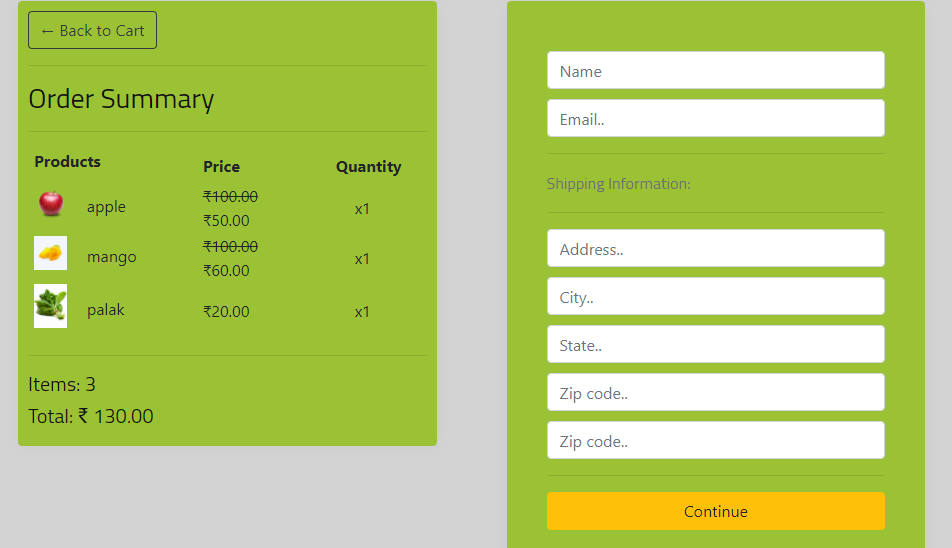 ← Back to Cart
Order Summary
Products Price Quantity
apple ₹100.00 ₹50.00 x1
mango ₹100.00 ₹60.00 x1
palak ₹20.00 x1
Items: 3
Total: ₹ 130.00
Name
Email..
Shipping Information:
Address..
City..
State..
Zip code..
Zip code..
Continue